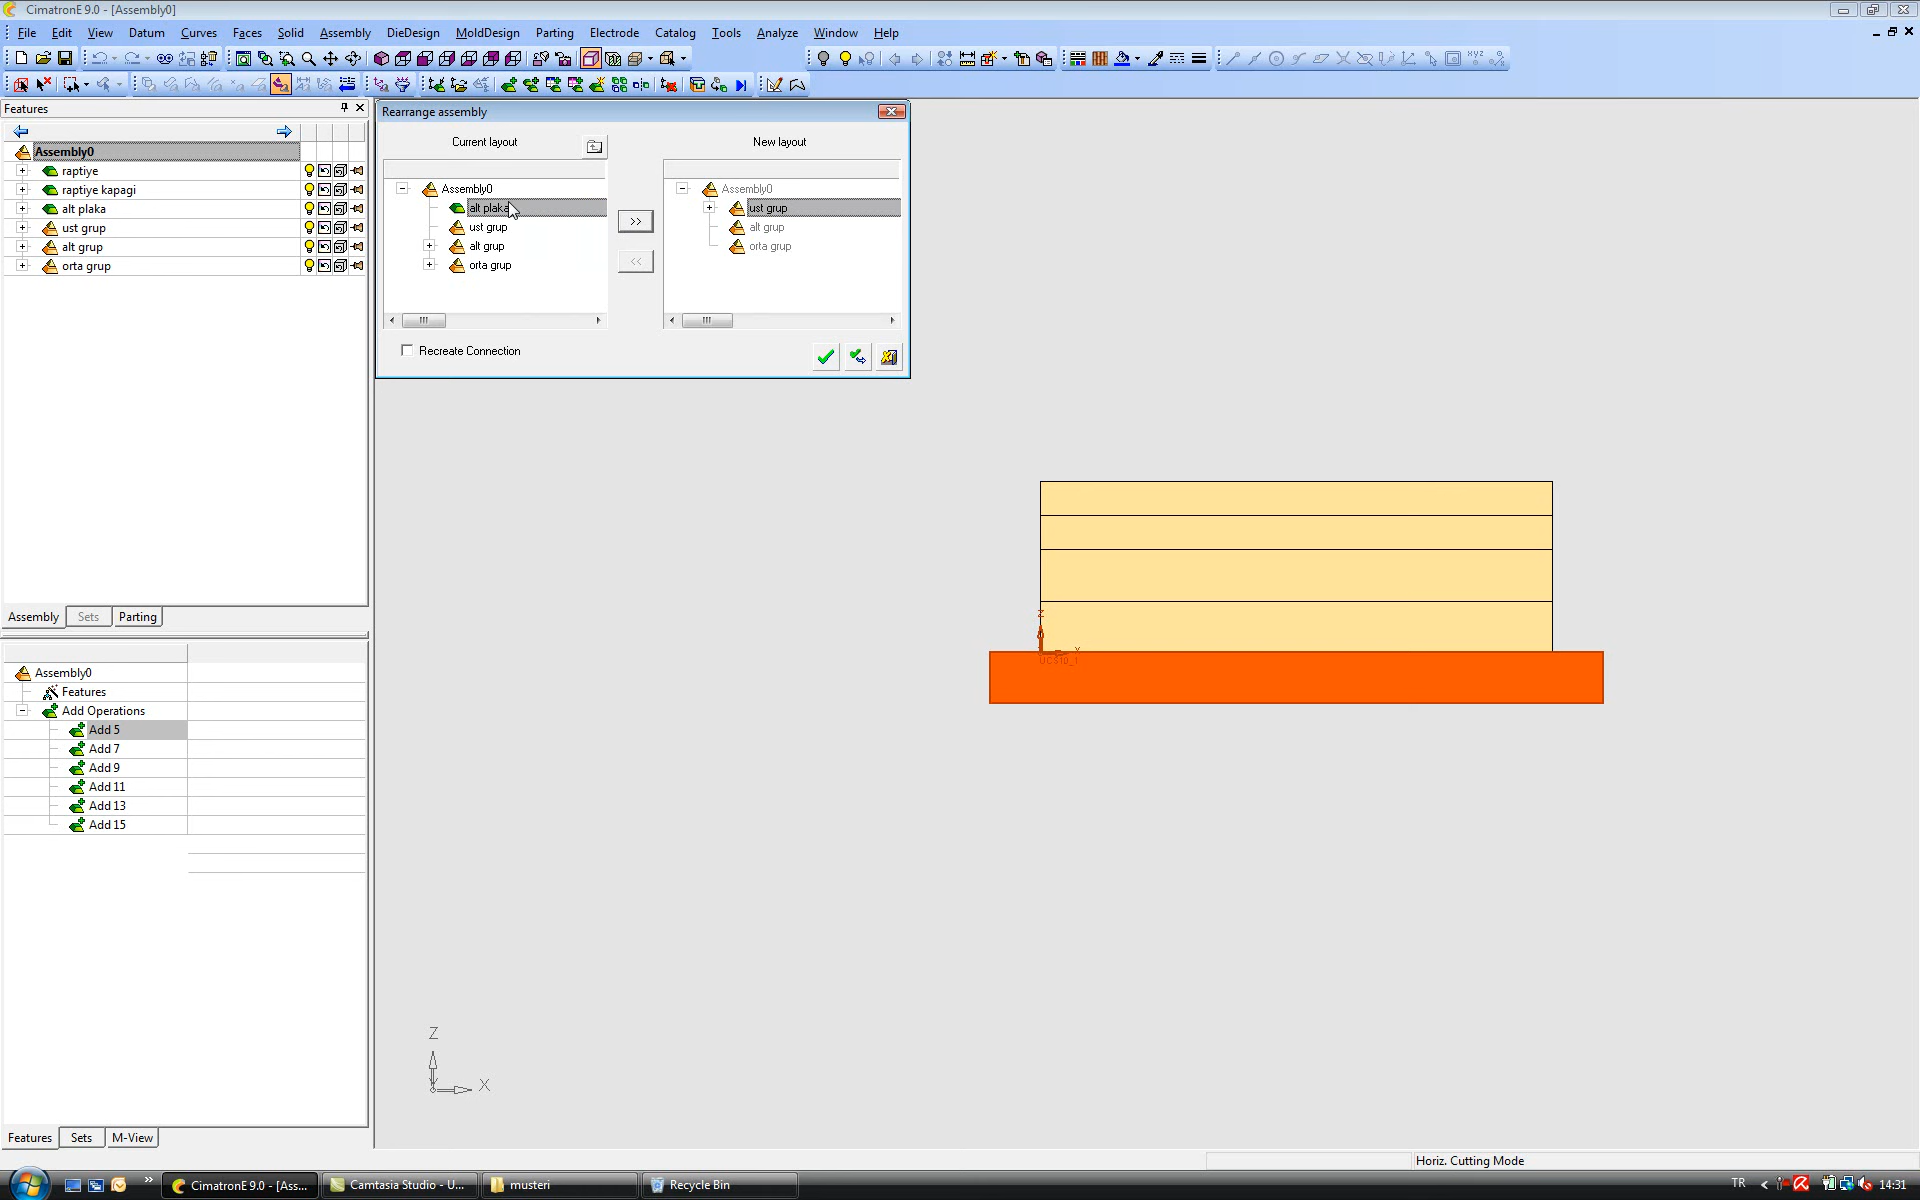 CimatronE 9.0 - [Assembly0]
File Edit View Datum Curves Faces Solid Assembly DieDesign MoldDesign Parting Electrode Catalog Tools Analyze Window Help
Features
Assembly0
raptiye
raptiye kapagi
alt plaka
ust grup
alt grup
orta grup
Assembly Sets Parting
Assembly0
Features
Add Operations
Add 5
Add 7
Add 9
Add 11
Add 13
Add 15
Features Sets M-View
Rearrange assembly
Current layout
New layout
Assembly0
alt plaka
ust grup
alt grup
orta grup
>>
<<
Assembly0
ust grup
alt grup
orta grup
Recreate Connection
Z
X
UCS10_1
Z
X
Horiz. Cutting Mode
CimatronE 9.0 - [Ass...
Camtasia Studio - U...
musteri
Recycle Bin
TR
14:31